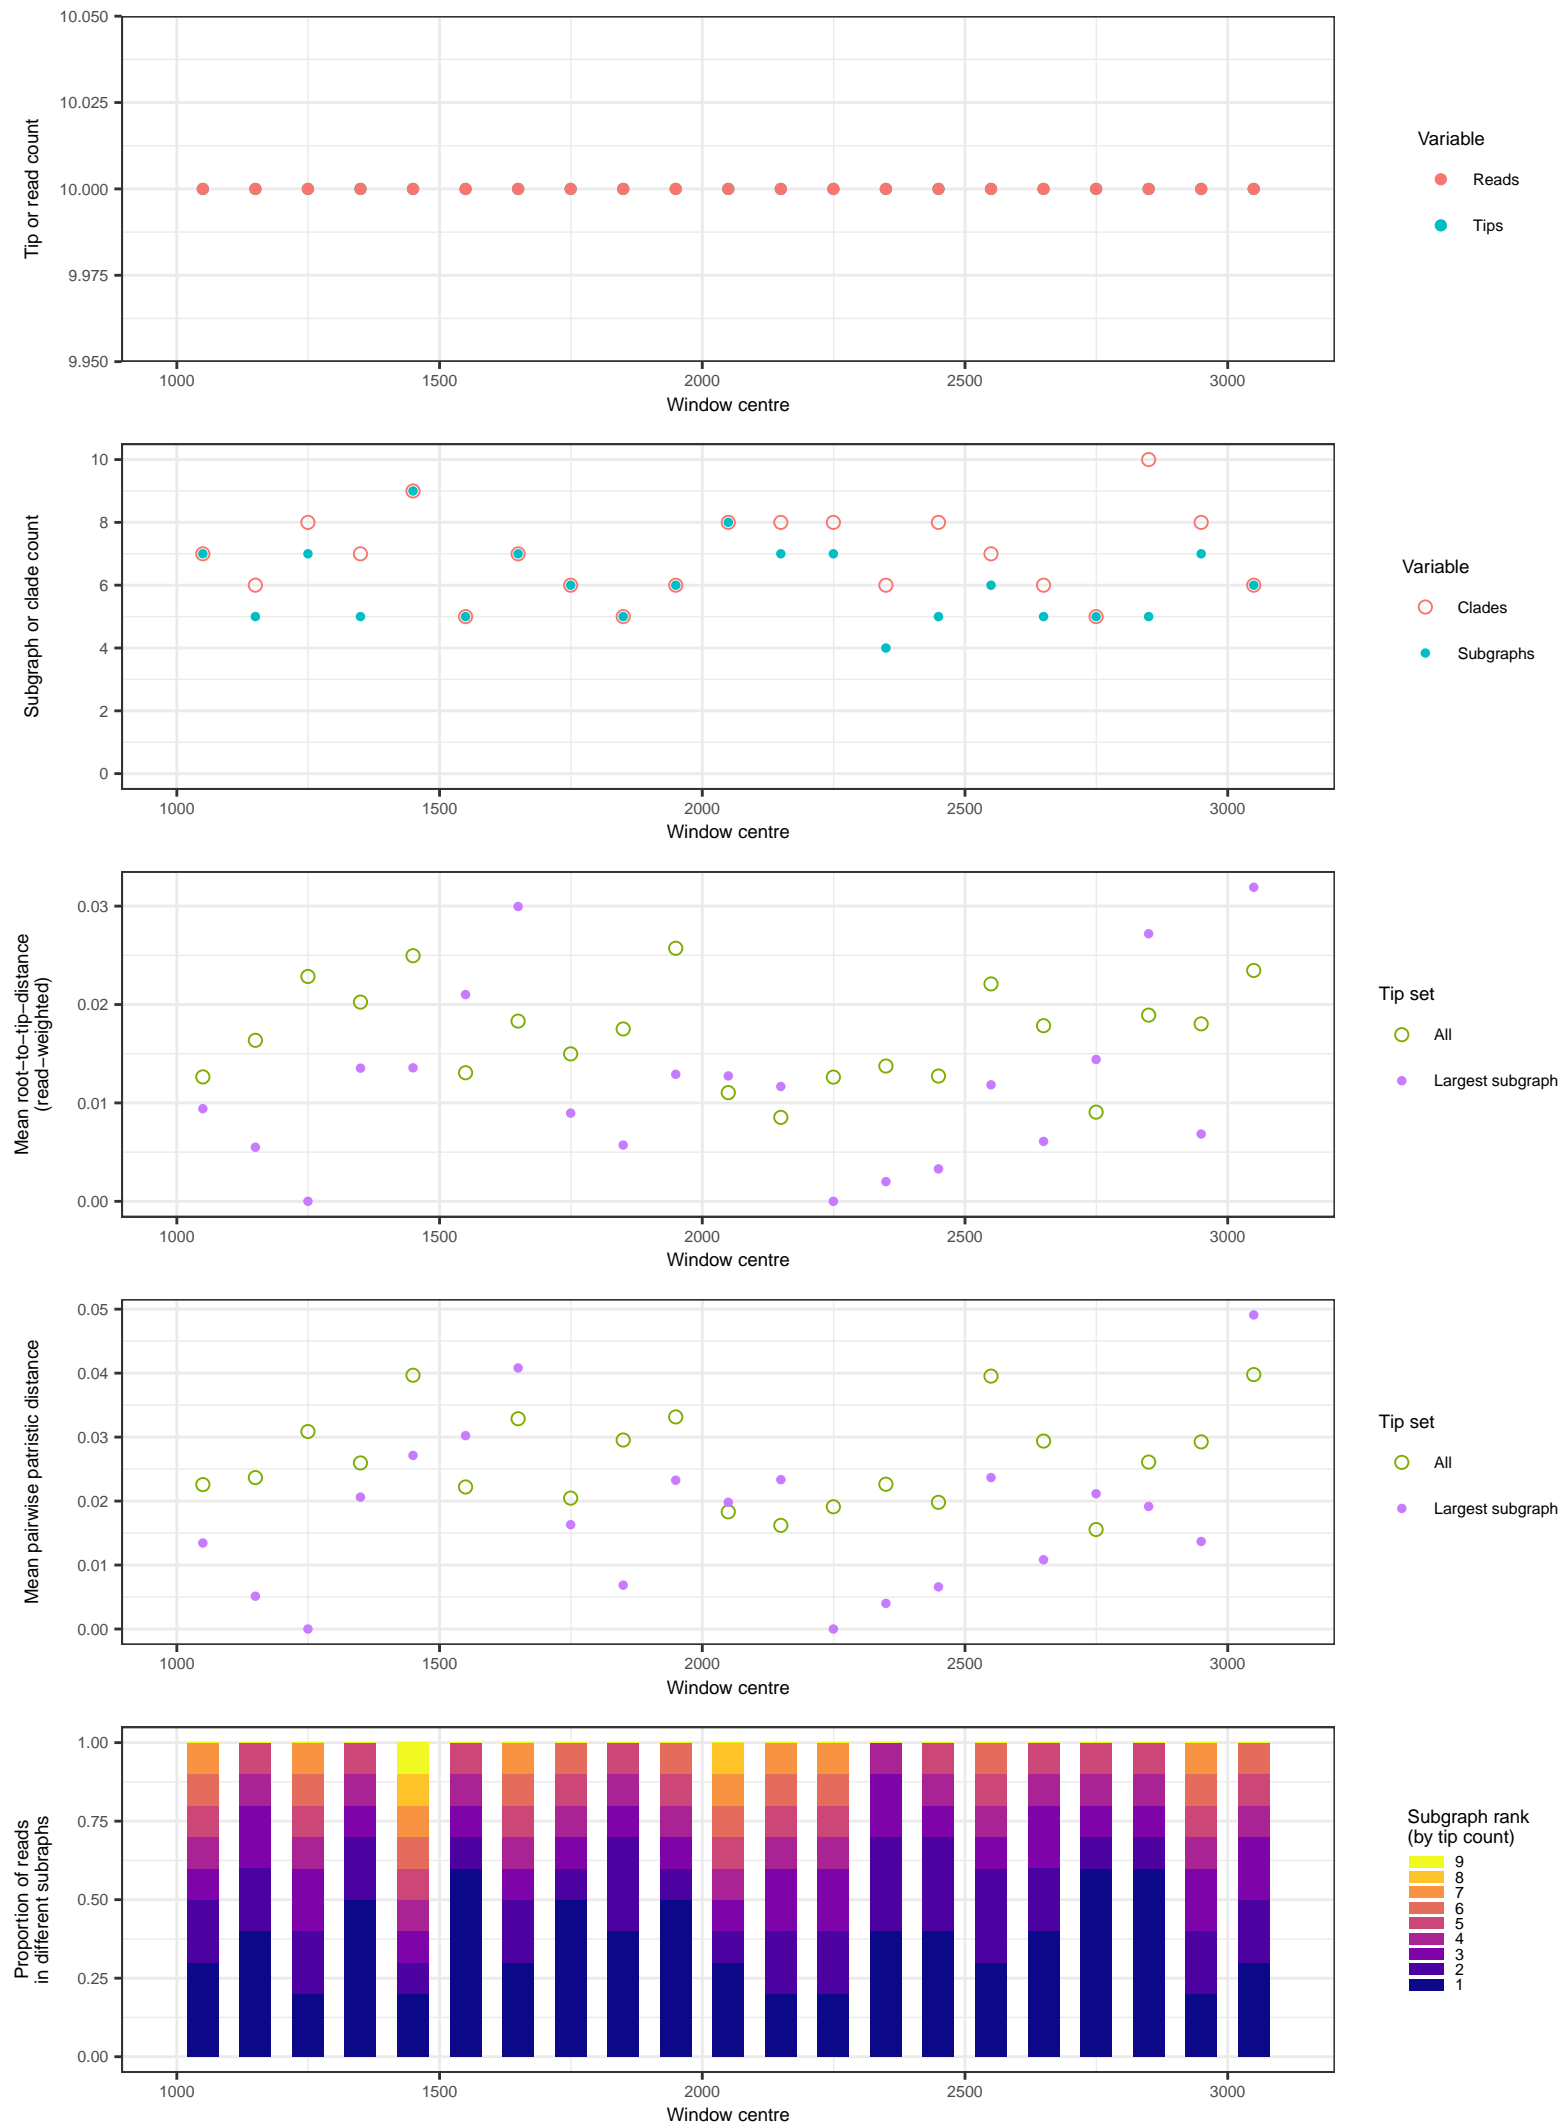 10.050
10.025
10.000
9.975
9.950
Tip or read count
1000 1500 2000 2500 3000
Window centre
Variable
Reads
Tips
10
8
6
4
2
0
Subgraph or clade count
1000 1500 2000 2500 3000
Window centre
Variable
Clades
Subgraphs
0.03
0.02
0.01
0.00
Mean root−to−tip−distance
(read−weighted)
1000 1500 2000 2500 3000
Window centre
Tip set
All
Largest subgraph
0.05
0.04
0.03
0.02
0.01
0.00
Mean pairwise patristic distance
1000 1500 2000 2500 3000
Window centre
Tip set
All
Largest subgraph
1.00
0.75
0.50
0.25
0.00
Proportion of reads
in different subraphs
1000 1500 2000 2500 3000
Window centre
Subgraph rank
(by tip count)
9
8
7
6
5
4
3
2
1